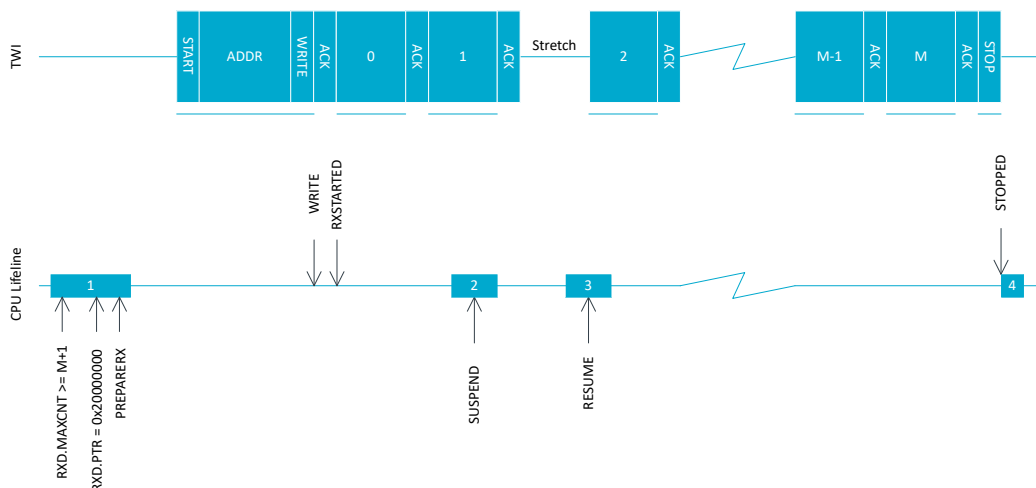 TWI
START
ADDR
WRITE
ACK
0
ACK
1
ACK
Stretch
2
ACK
M-1
ACK
M
ACK
STOP
CPU Lifeline
WRITE
RXSTARTED
STOPPED
1
2
3
4
RXD.MAXCNT >= M+1
RXD.PTR = 0x20000000
PREPARERX
SUSPEND
RESUME